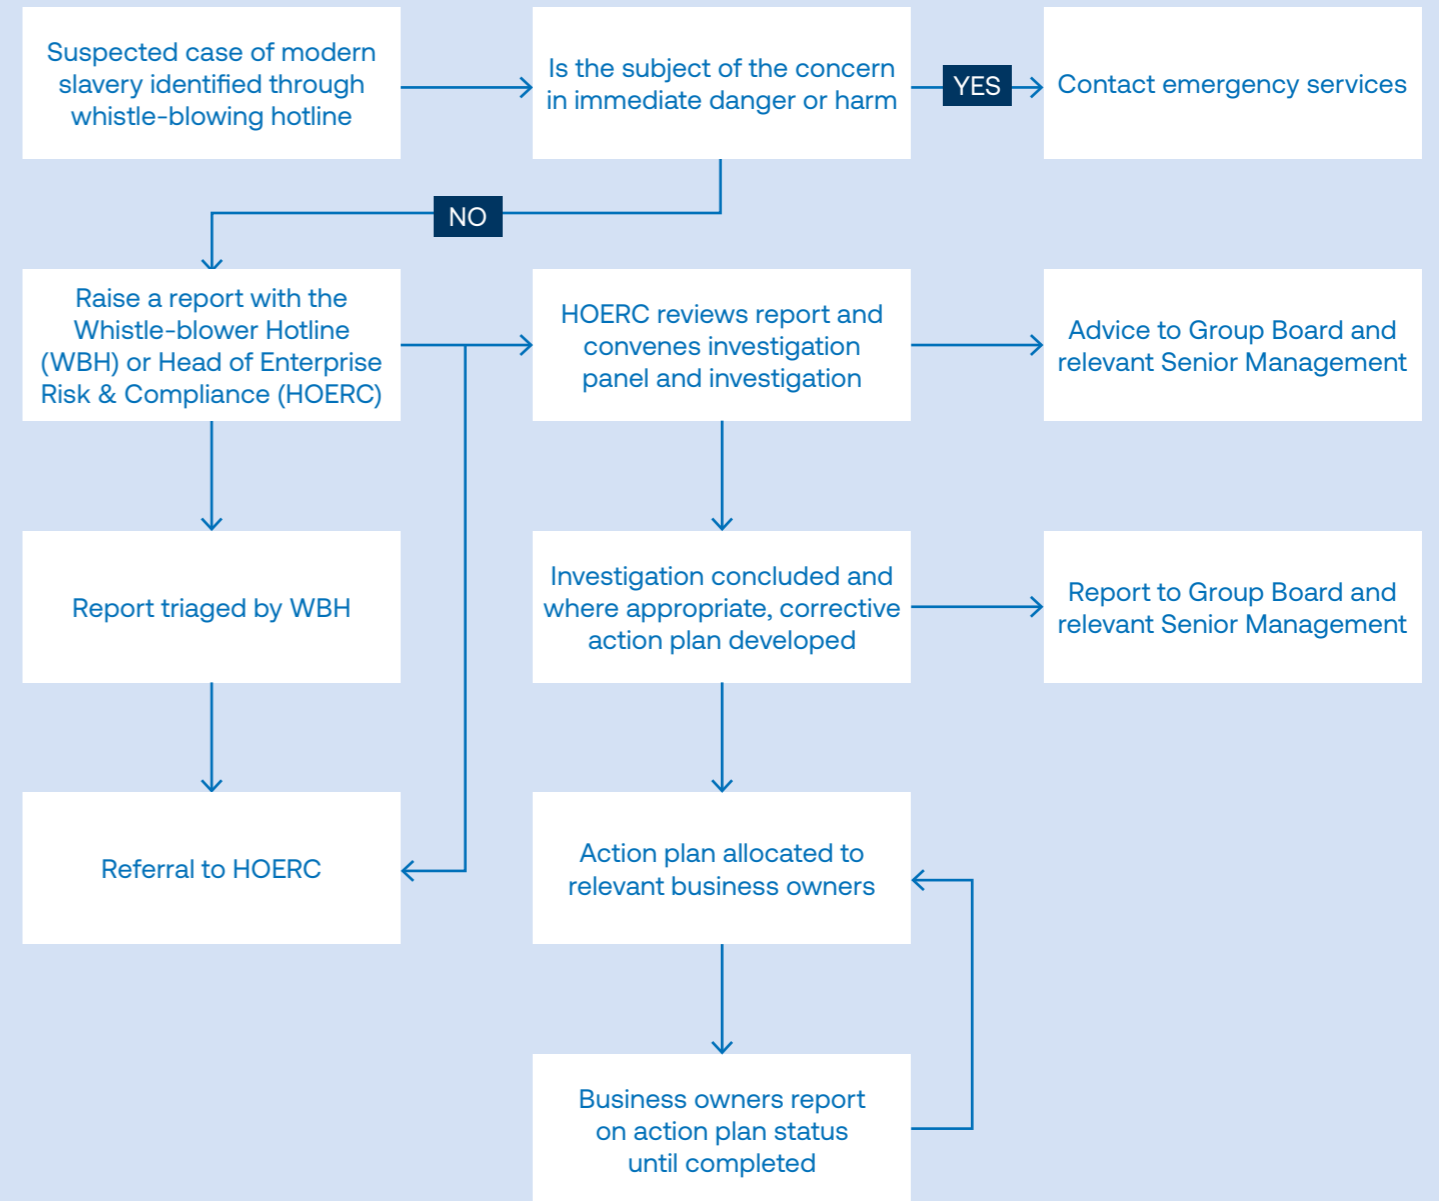 Suspected case of modern
slavery identified through
whistle-blowing hotline
Is the subject of the concern
in immediate danger or harm
YES
Contact emergency services
NO
Raise a report with the
Whistle-blower Hotline
(WBH) or Head of Enterprise
Risk & Compliance (HOERC)
HOERC reviews report and
convenes investigation
panel and investigation
Advice to Group Board and
relevant Senior Management
Report triaged by WBH
Investigation concluded and
where appropriate, corrective
action plan developed
Report to Group Board and
relevant Senior Management
Referral to HOERC
Action plan allocated to
relevant business owners
Business owners report
on action plan status
until completed